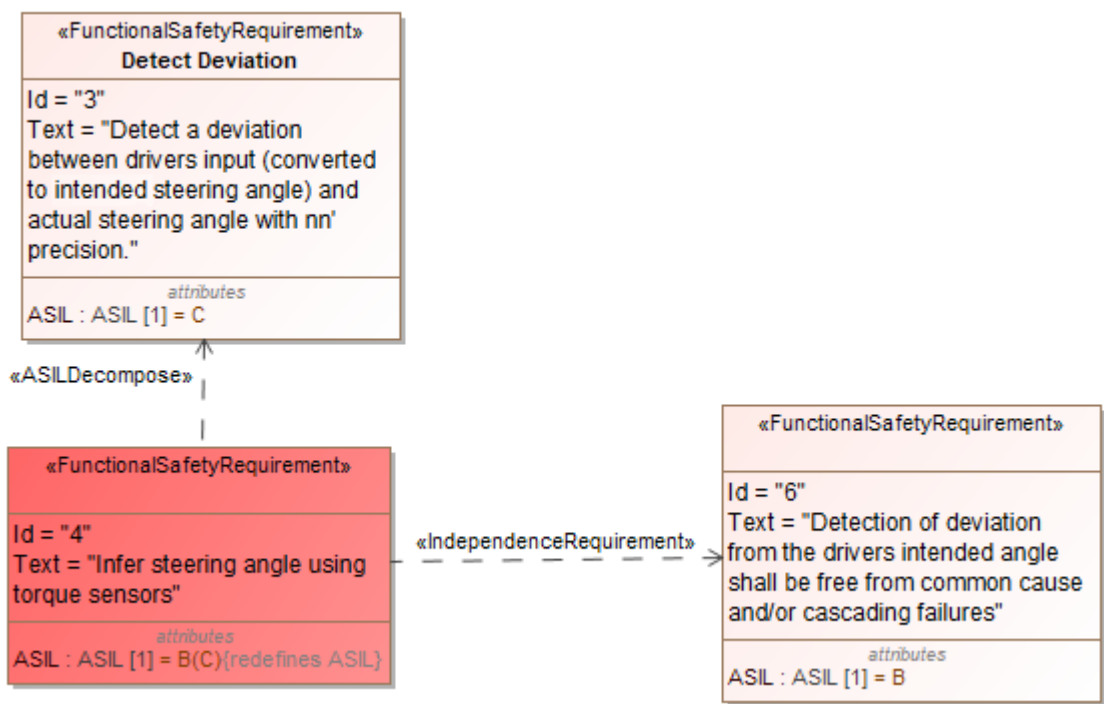 «FunctionalSafetyRequirement»
Detect Deviation
Id = "3"
Text = "Detect a deviation
between drivers input (converted
to intended steering angle) and
actual steering angle with nn'
precision."
attributes
ASIL : ASIL [1] = C
«ASILDecompose»
«FunctionalSafetyRequirement»
Id = "4"
Text = "Infer steering angle using
torque sensors"
attributes
ASIL : ASIL [1] = B(C){redefines ASIL}
«IndependenceRequirement»
«FunctionalSafetyRequirement»
Id = "6"
Text = "Detection of deviation
from the drivers intended angle
shall be free from common cause
and/or cascading failures"
attributes
ASIL : ASIL [1] = B